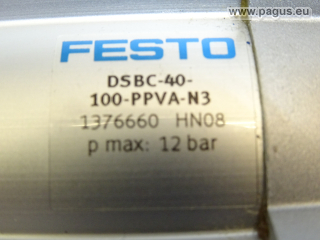 www.pagus.eu
FESTO
DSBC-40-
100-PPVA-N3
1376660 HN08
p max: 12 bar